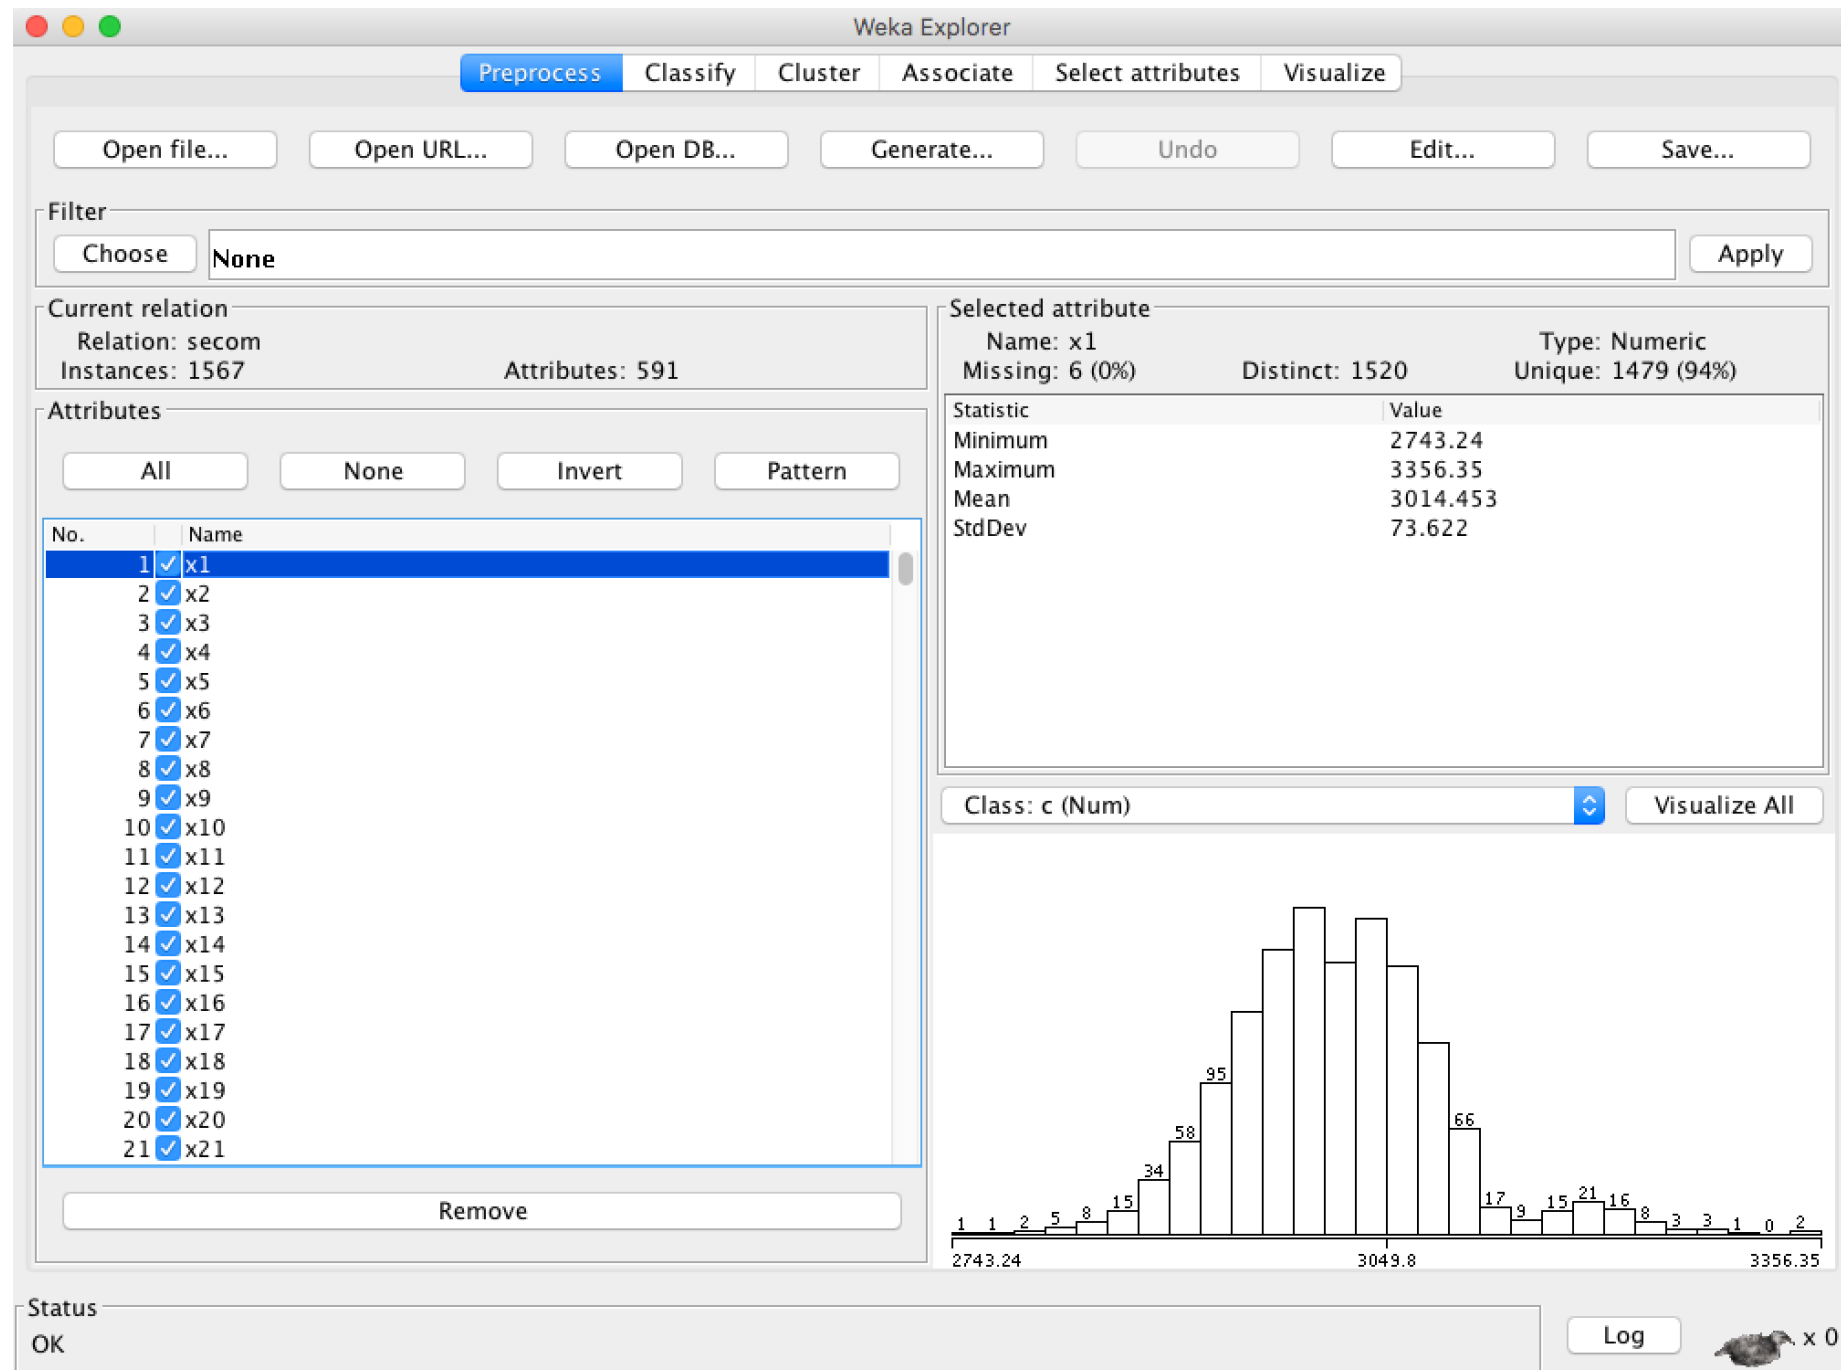 Weka Explorer
Preprocess Classify Cluster Associate Select attributes Visualize
Open file... Open URL... Open DB... Generate... Undo Edit... Save...
Filter
Choose None Apply
Current relation
Relation: secom
Instances: 1567 Attributes: 591
Selected attribute
Name: x1 Type: Numeric
Missing: 6 (0%) Distinct: 1520 Unique: 1479 (94%)
Statistic Value
Minimum 2743.24
Maximum 3356.35
Mean 3014.453
StdDev 73.622
Attributes
All None Invert Pattern
No. Name
1 x1
2 x2
3 x3
4 x4
5 x5
6 x6
7 x7
8 x8
9 x9
10 x10
11 x11
12 x12
13 x13
14 x14
15 x15
16 x16
17 x17
18 x18
19 x19
20 x20
21 x21
Remove
Class: c (Num) Visualize All
1 1 2 5 8 15 34 58 95 66 17 9 15 21 16 8 3 3 1 0 2
2743.24 3049.8 3356.35
Status
OK
Log x 0